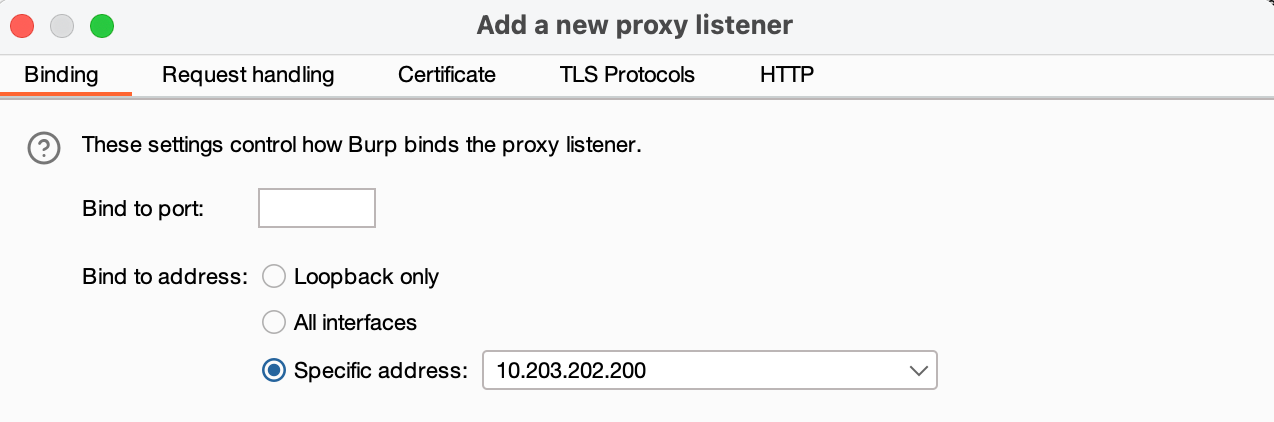 Add a new proxy listener
Binding Request handling Certificate TLS Protocols HTTP
? These settings control how Burp binds the proxy listener.
Bind to port:
Bind to address: Loopback only
All interfaces
Specific address: 10.203.202.200